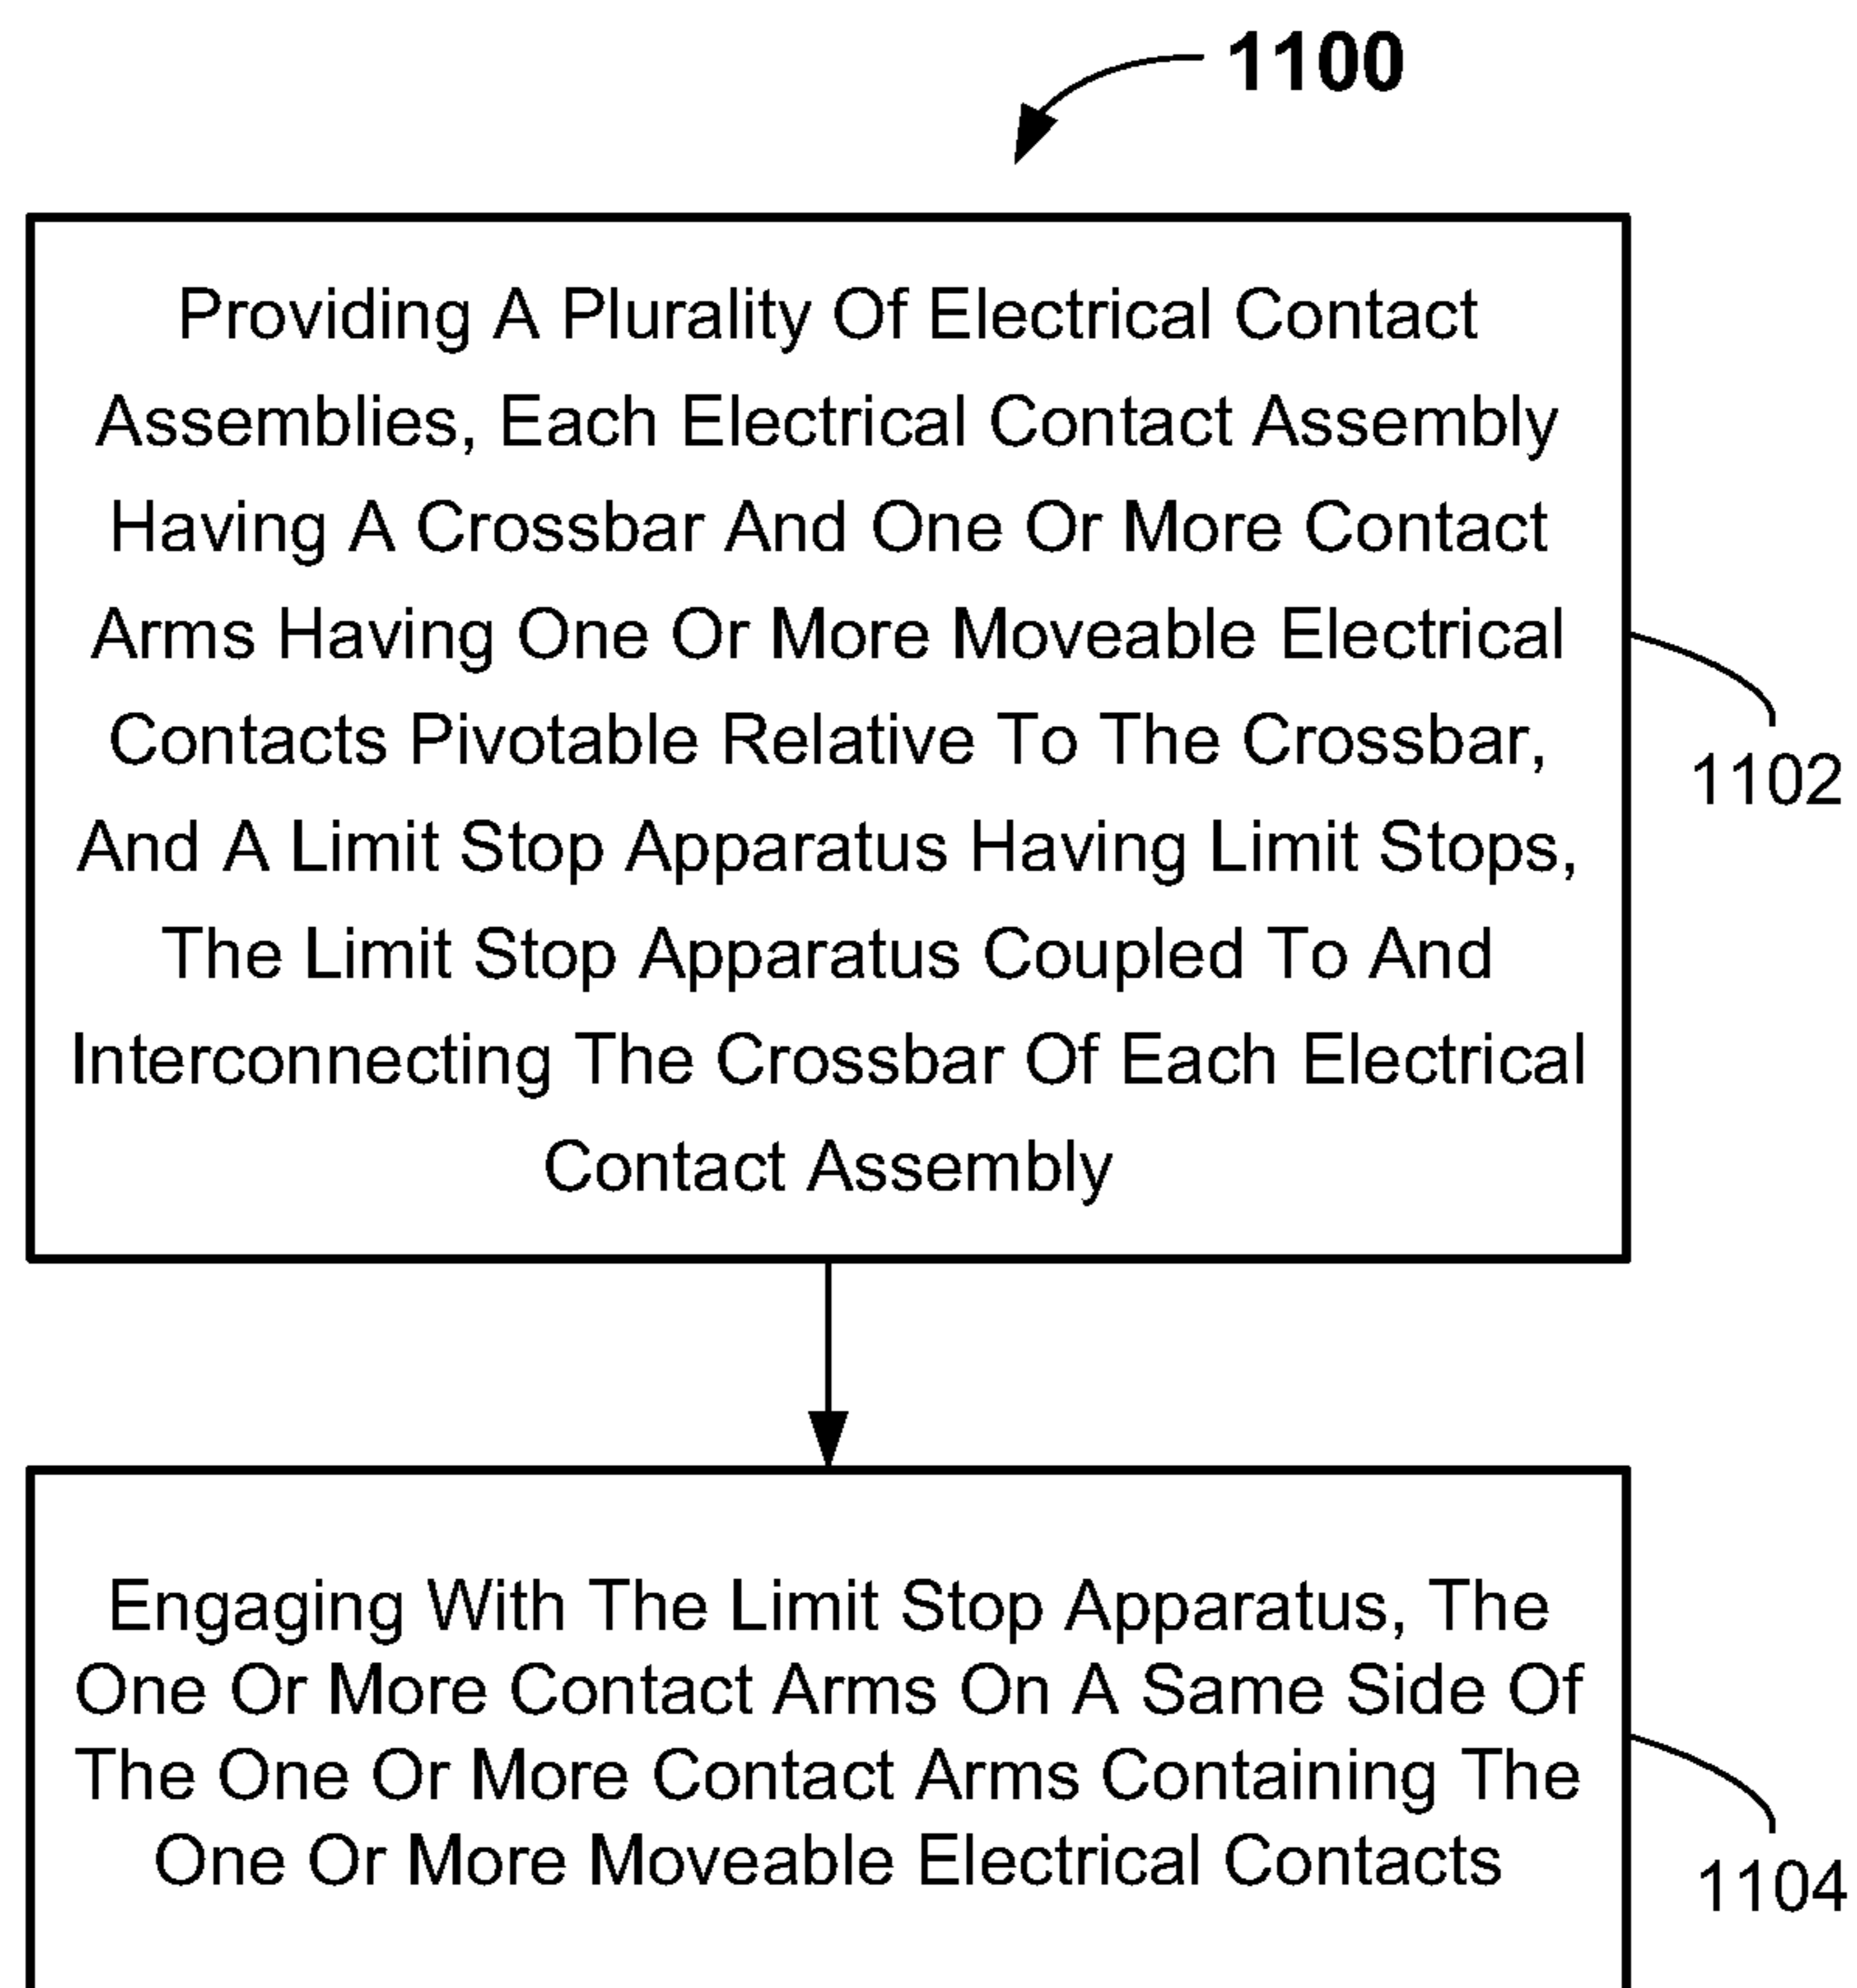 1100
Providing A Plurality Of Electrical Contact
Assemblies, Each Electrical Contact Assembly
Having A Crossbar And One Or More Contact
Arms Having One Or More Moveable Electrical
Contacts Pivotable Relative To The Crossbar,
And A Limit Stop Apparatus Having Limit Stops,
The Limit Stop Apparatus Coupled To And
Interconnecting The Crossbar Of Each Electrical
Contact Assembly
1102
Engaging With The Limit Stop Apparatus, The
One Or More Contact Arms On A Same Side Of
The One Or More Contact Arms Containing The
One Or More Moveable Electrical Contacts
1104